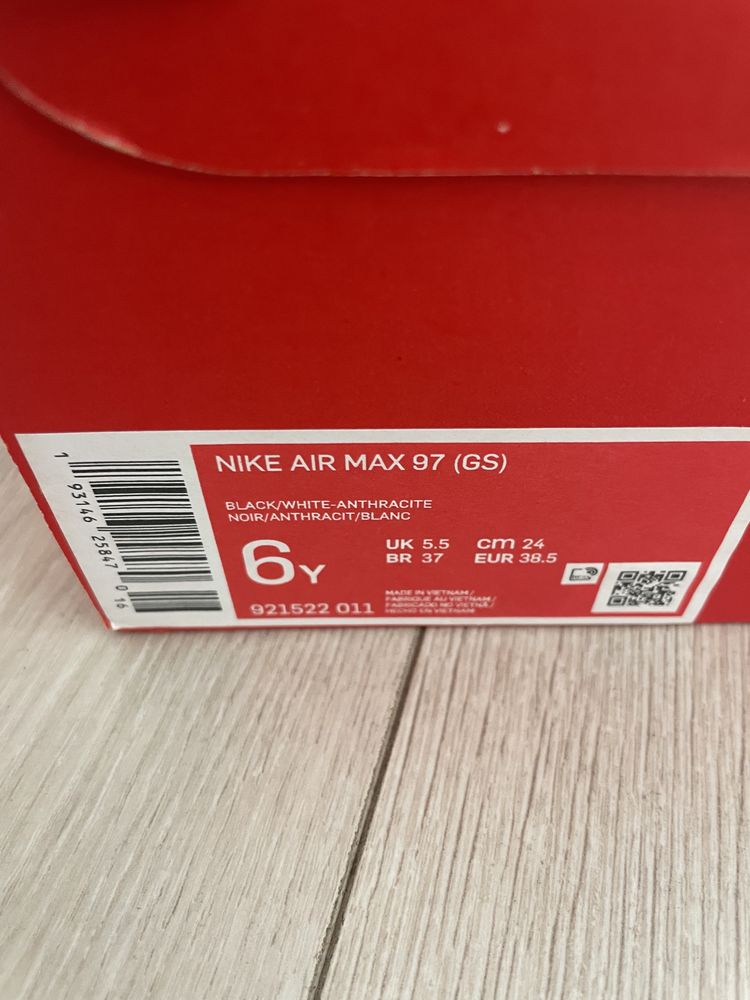 NIKE AIR MAX 97 (GS)
BLACK/WHITE-ANTHRACITE
NOIR/ANTHRACIT/BLANC
6Y
UK 5.5 cm 24
BR 37 EUR 38.5
921522 011
MADE IN VIETNAM /
FABRIQUE AU VIETNAM /
FABRICADO NO VIETNÃ /
HECHO EN VIETNAM
1 93146 25847 0 16